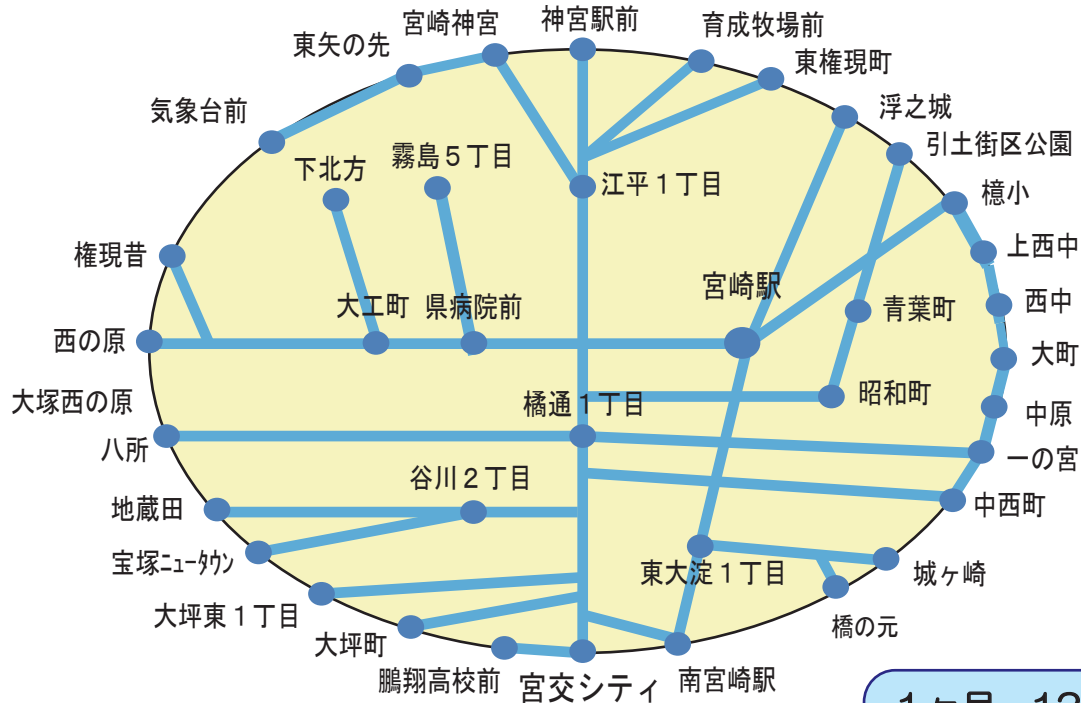 神宮駅前
宮崎神宮
育成牧場前
東矢の先
東権現町
気象台前
浮之城
引土街区公園
下北方
霧島５丁目
江平１丁目
檍小
権現昔
上西中
宮崎駅
大工町
県病院前
青葉町
西中
西の原
大町
大塚西の原
橘通１丁目
昭和町
中原
八所
一の宮
谷川２丁目
地蔵田
中西町
宝塚ﾆｭｰﾀｳﾝ
東大淀１丁目
城ヶ崎
大坪東１丁目
橋の元
大坪町
鵬翔高校前
宮交シティ
南宮崎駅
１ヶ月